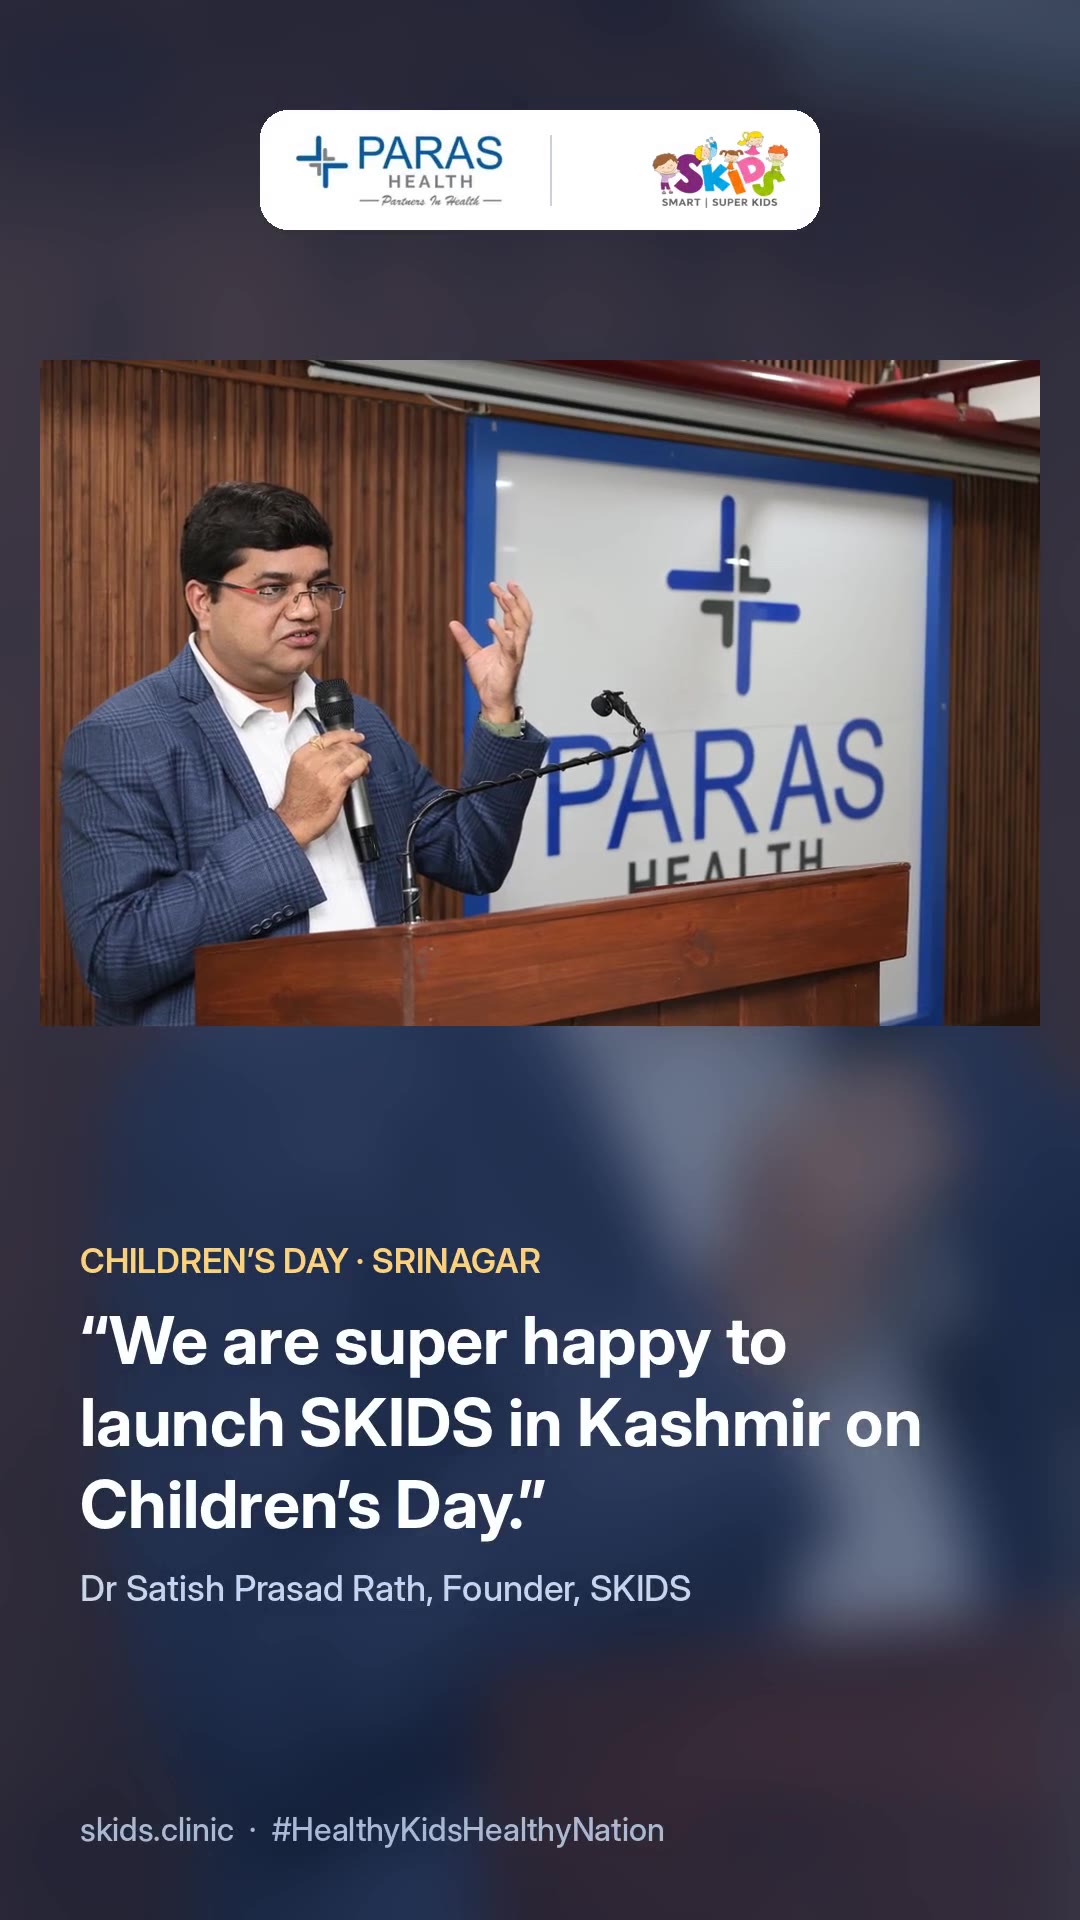 PARAS
HEALTH
Partners In Health
SKIDS
SMART | SUPER KIDS
PARAS
HEALTH
CHILDREN’S DAY · SRINAGAR
“We are super happy to
launch SKIDS in Kashmir on
Children’s Day.”
Dr Satish Prasad Rath, Founder, SKIDS
skids.clinic · #HealthyKidsHealthyNation